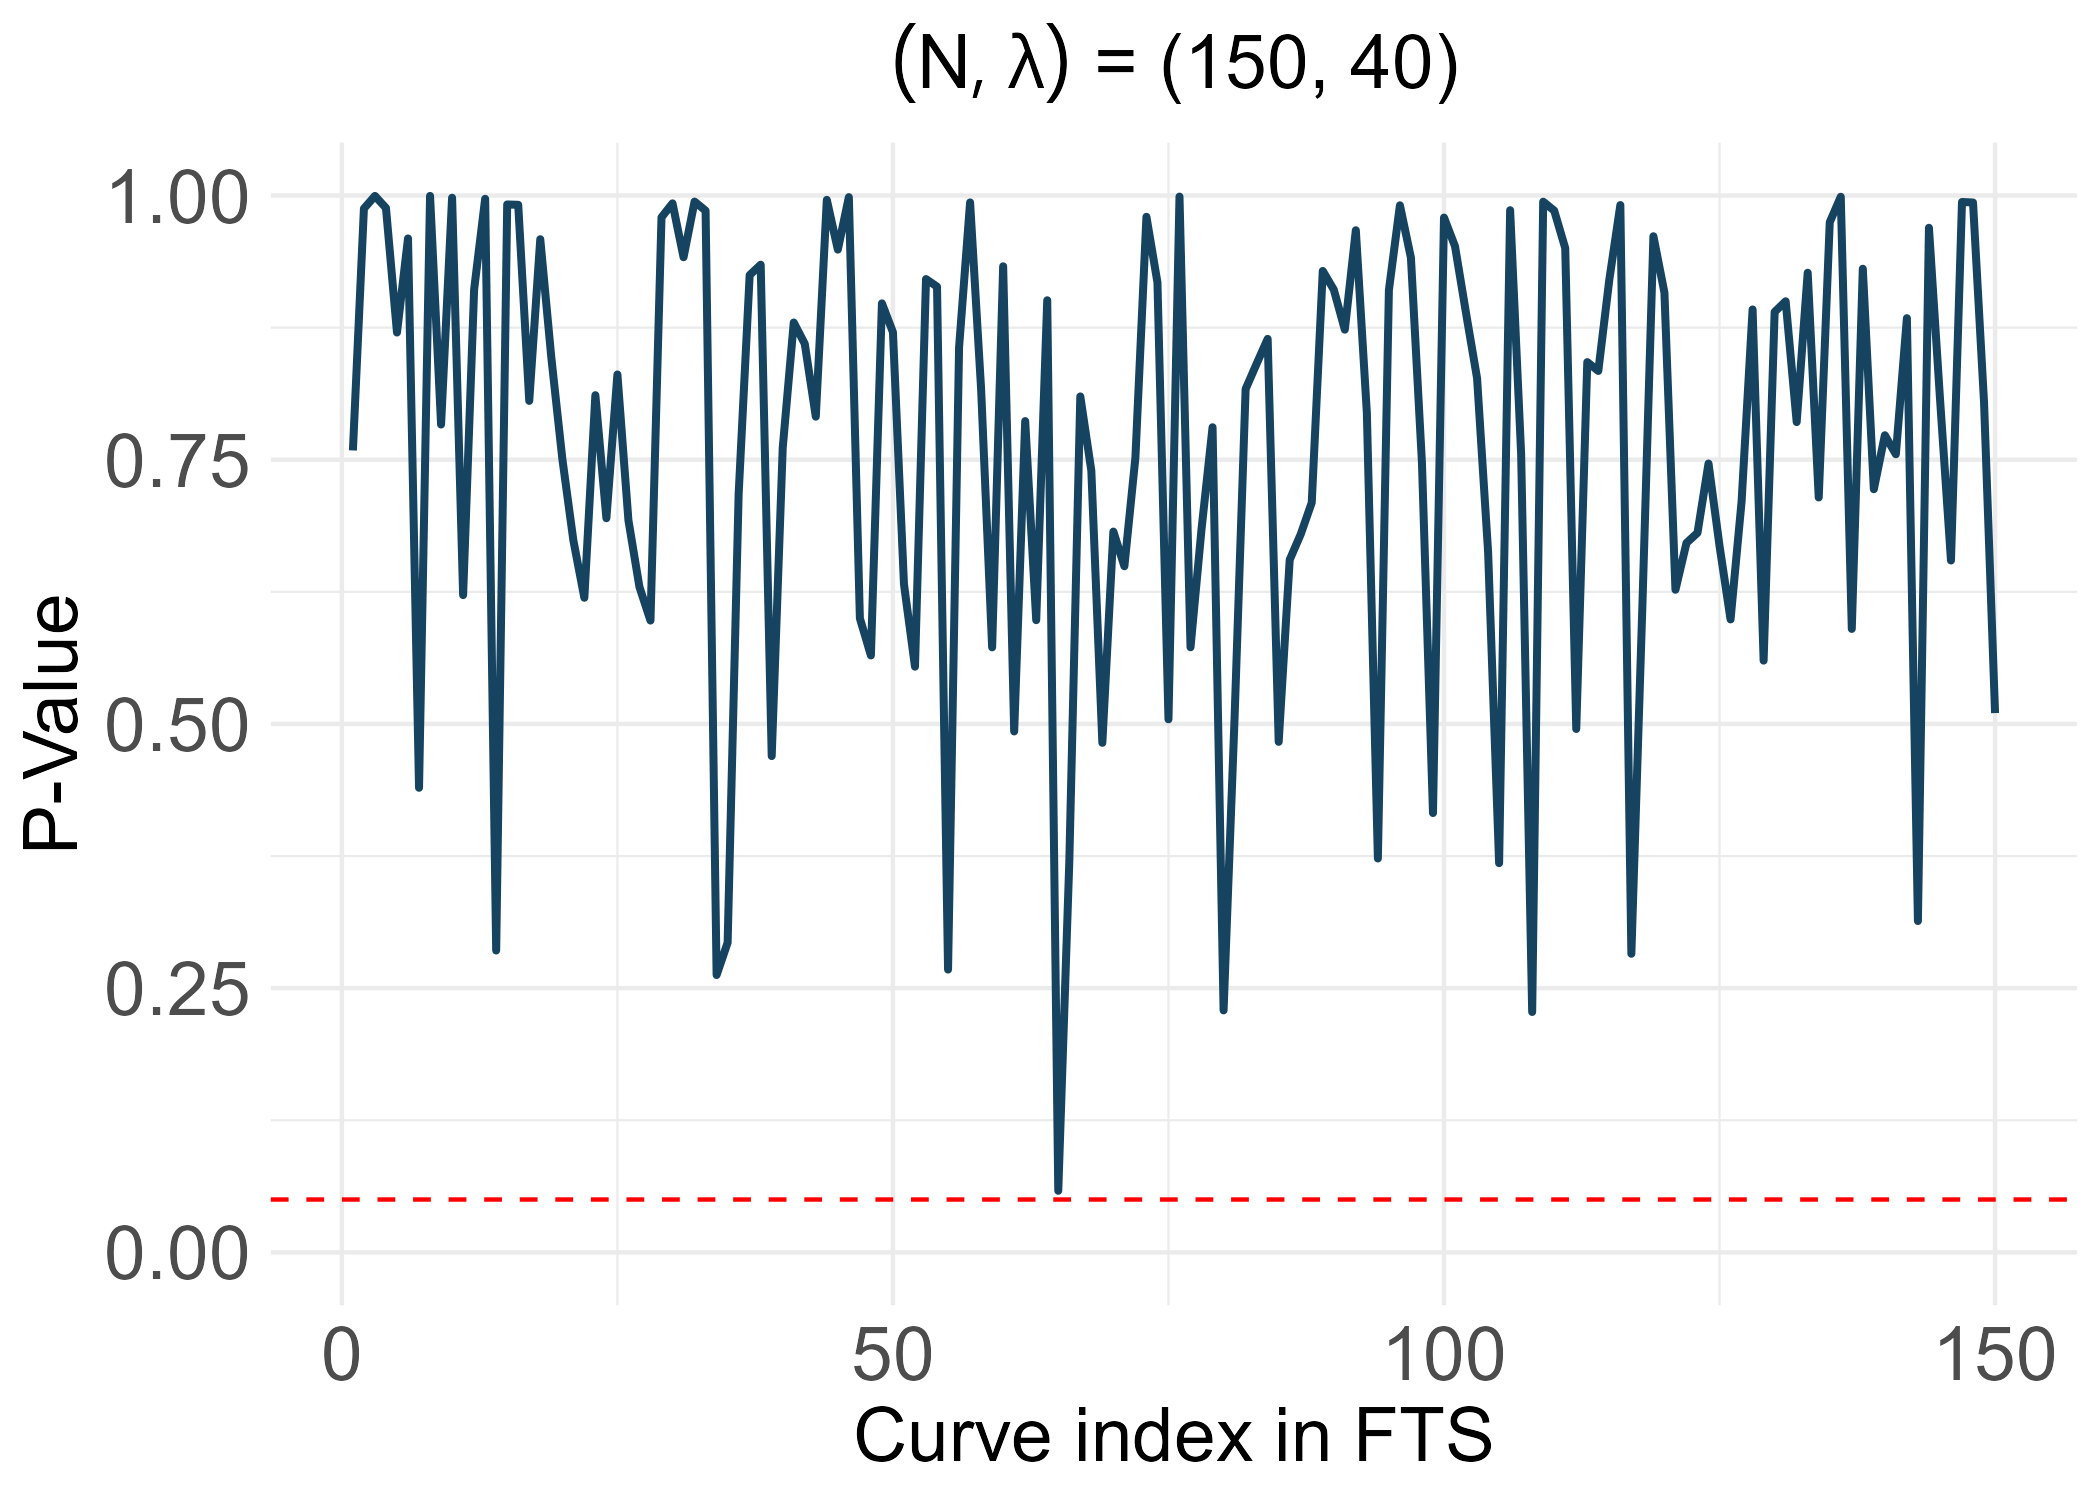 (N, λ) = (150, 40)
1.00
0.75
0.50
0.25
0.00
P-Value
0 50 100 150
Curve index in FTS